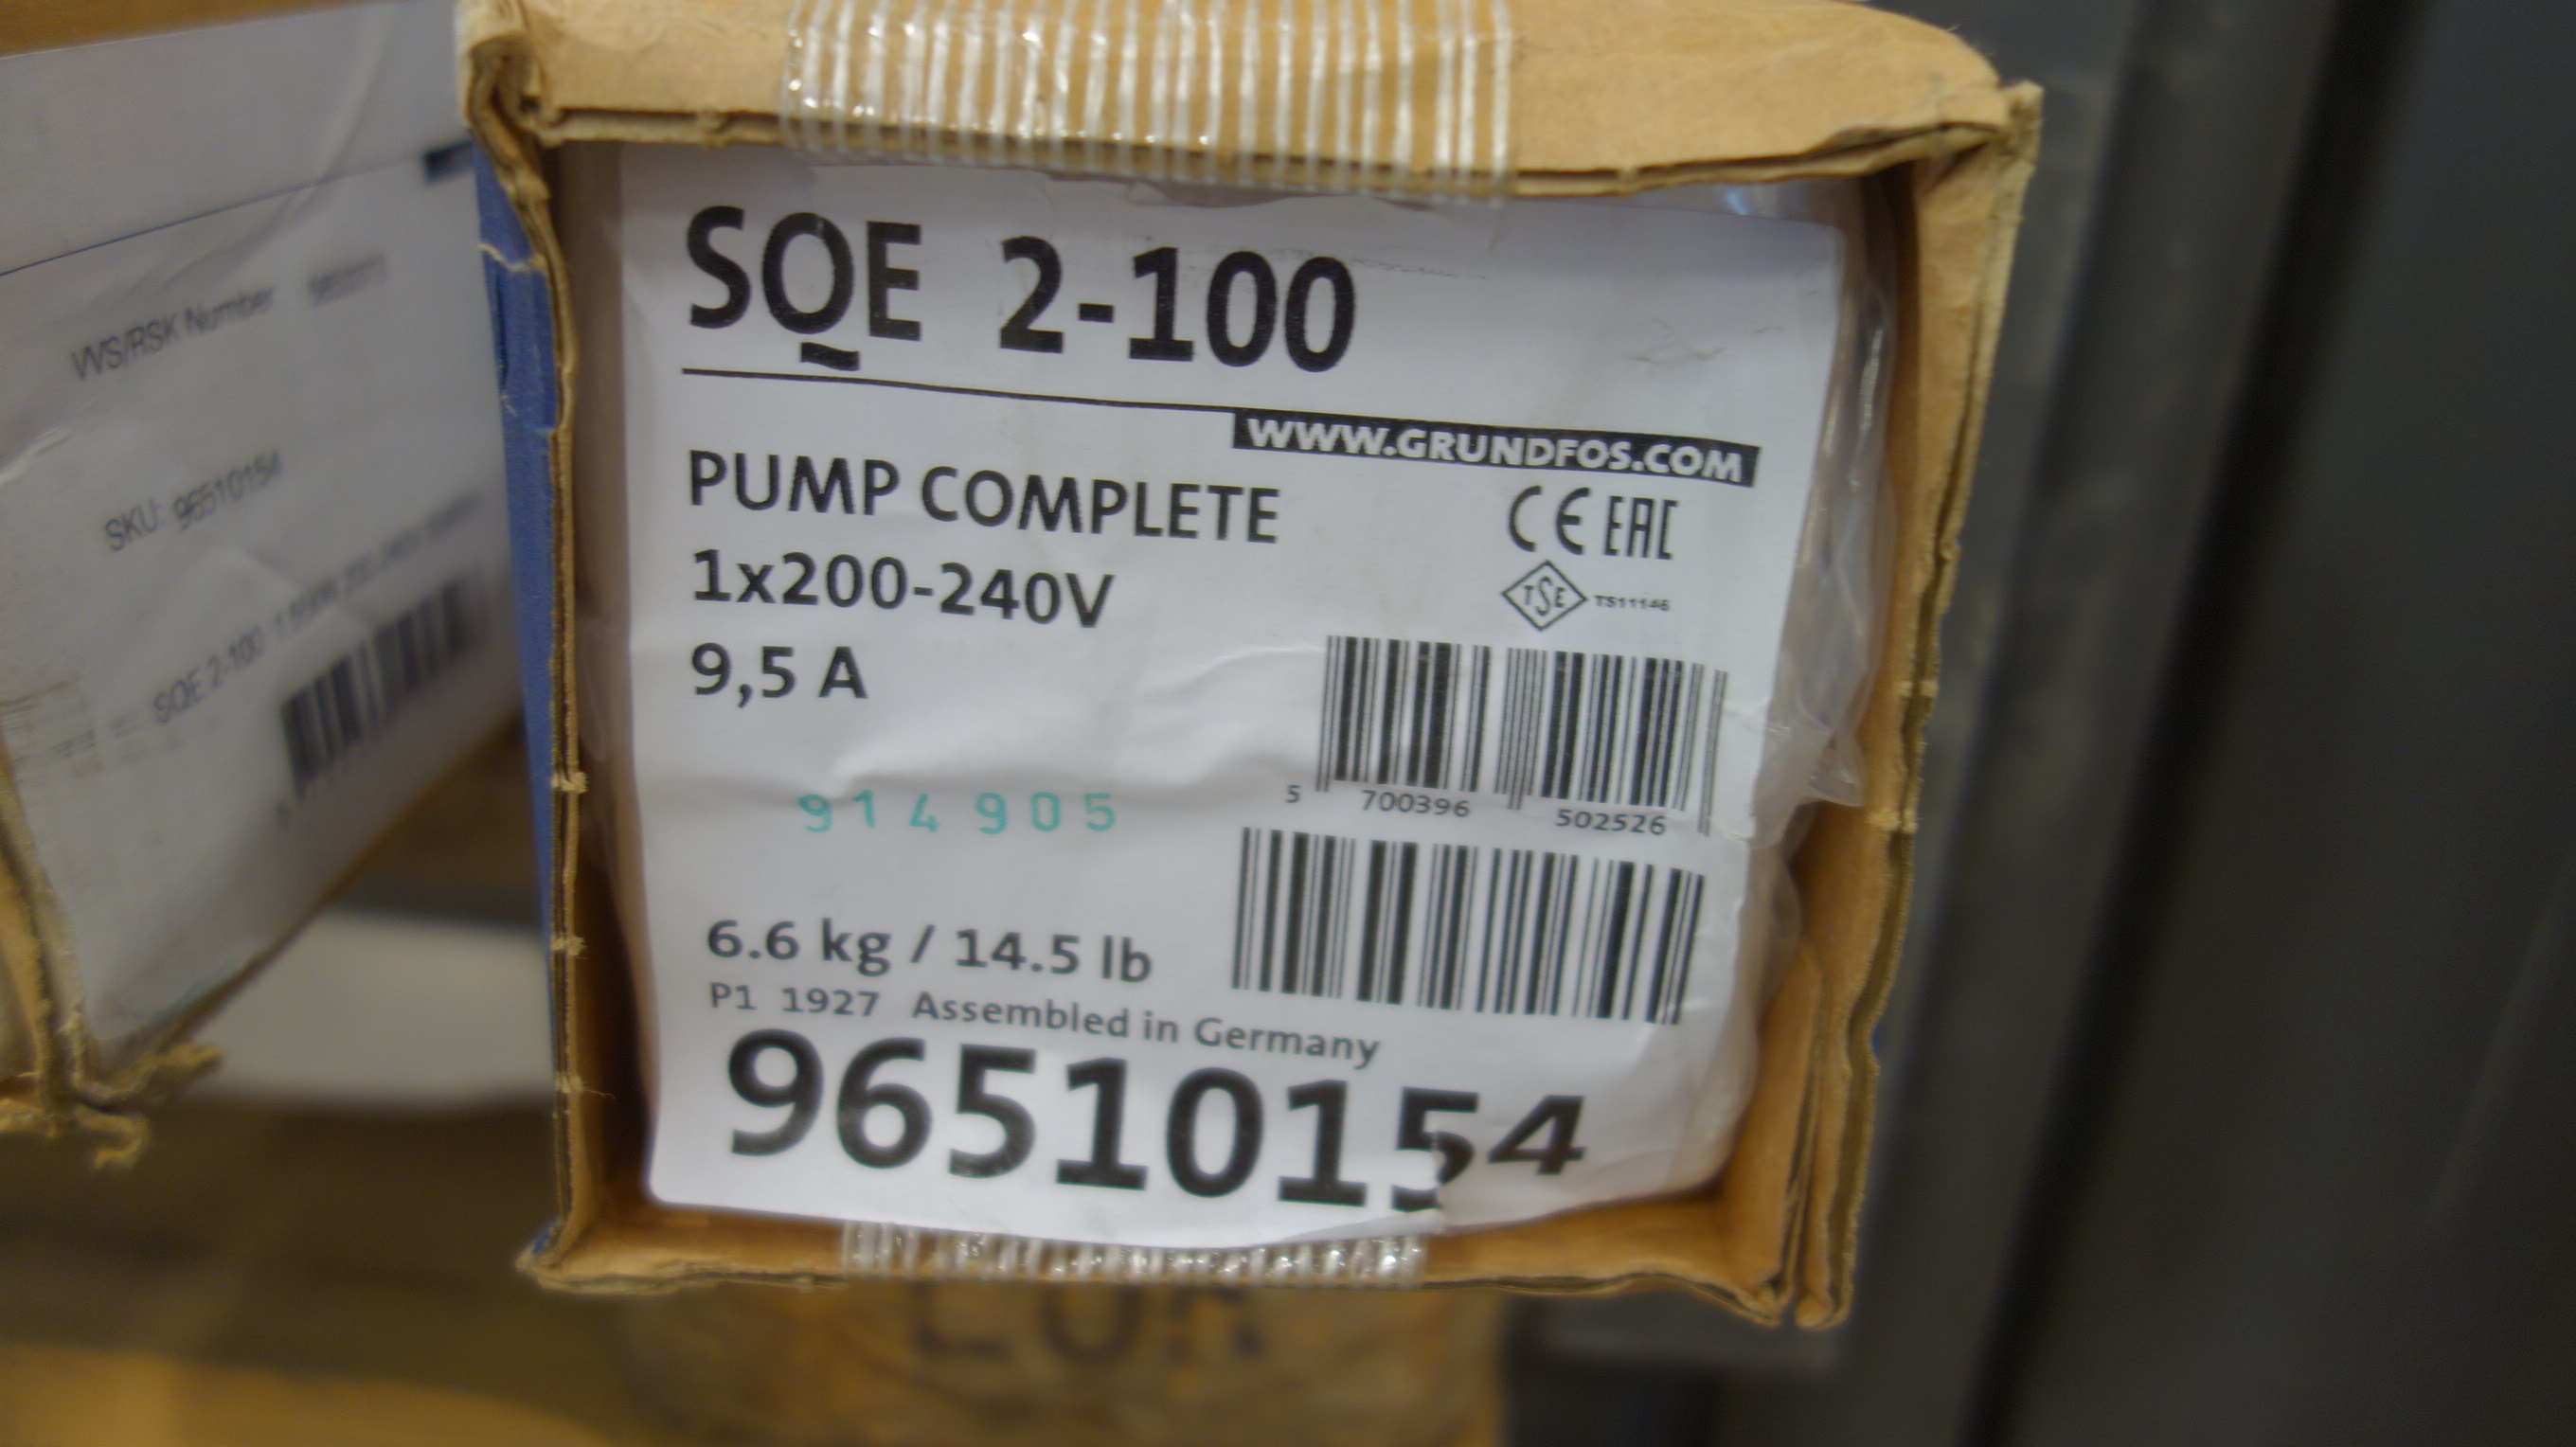 SQE 2-100
WWW.GRUNDFOS.COM
PUMP COMPLETE
CE EAC
1x200-240V
TSE TS11146
9,5 A
5 700396 502526
914905
6.6 kg / 14.5 lb
P1 1927 Assembled in Germany
96510154
VVS/RSK Number
SKU: 96510154
SQE 2-100